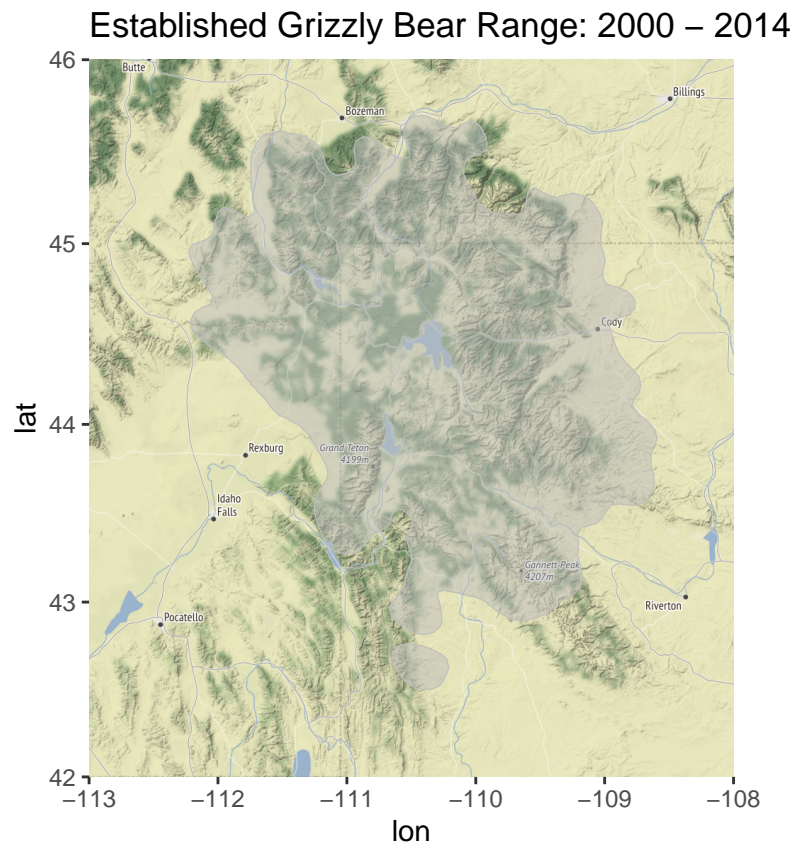 Established Grizzly Bear Range: 2000 – 2014
46
Butte
Billings
Bozeman
45
Cody
lat
44
Rexburg
Grand Teton
4199m
Idaho
Falls
Gannett Peak
4207m
43
Riverton
Pocatello
42
−113
−112
−111
−110
−109
−108
lon